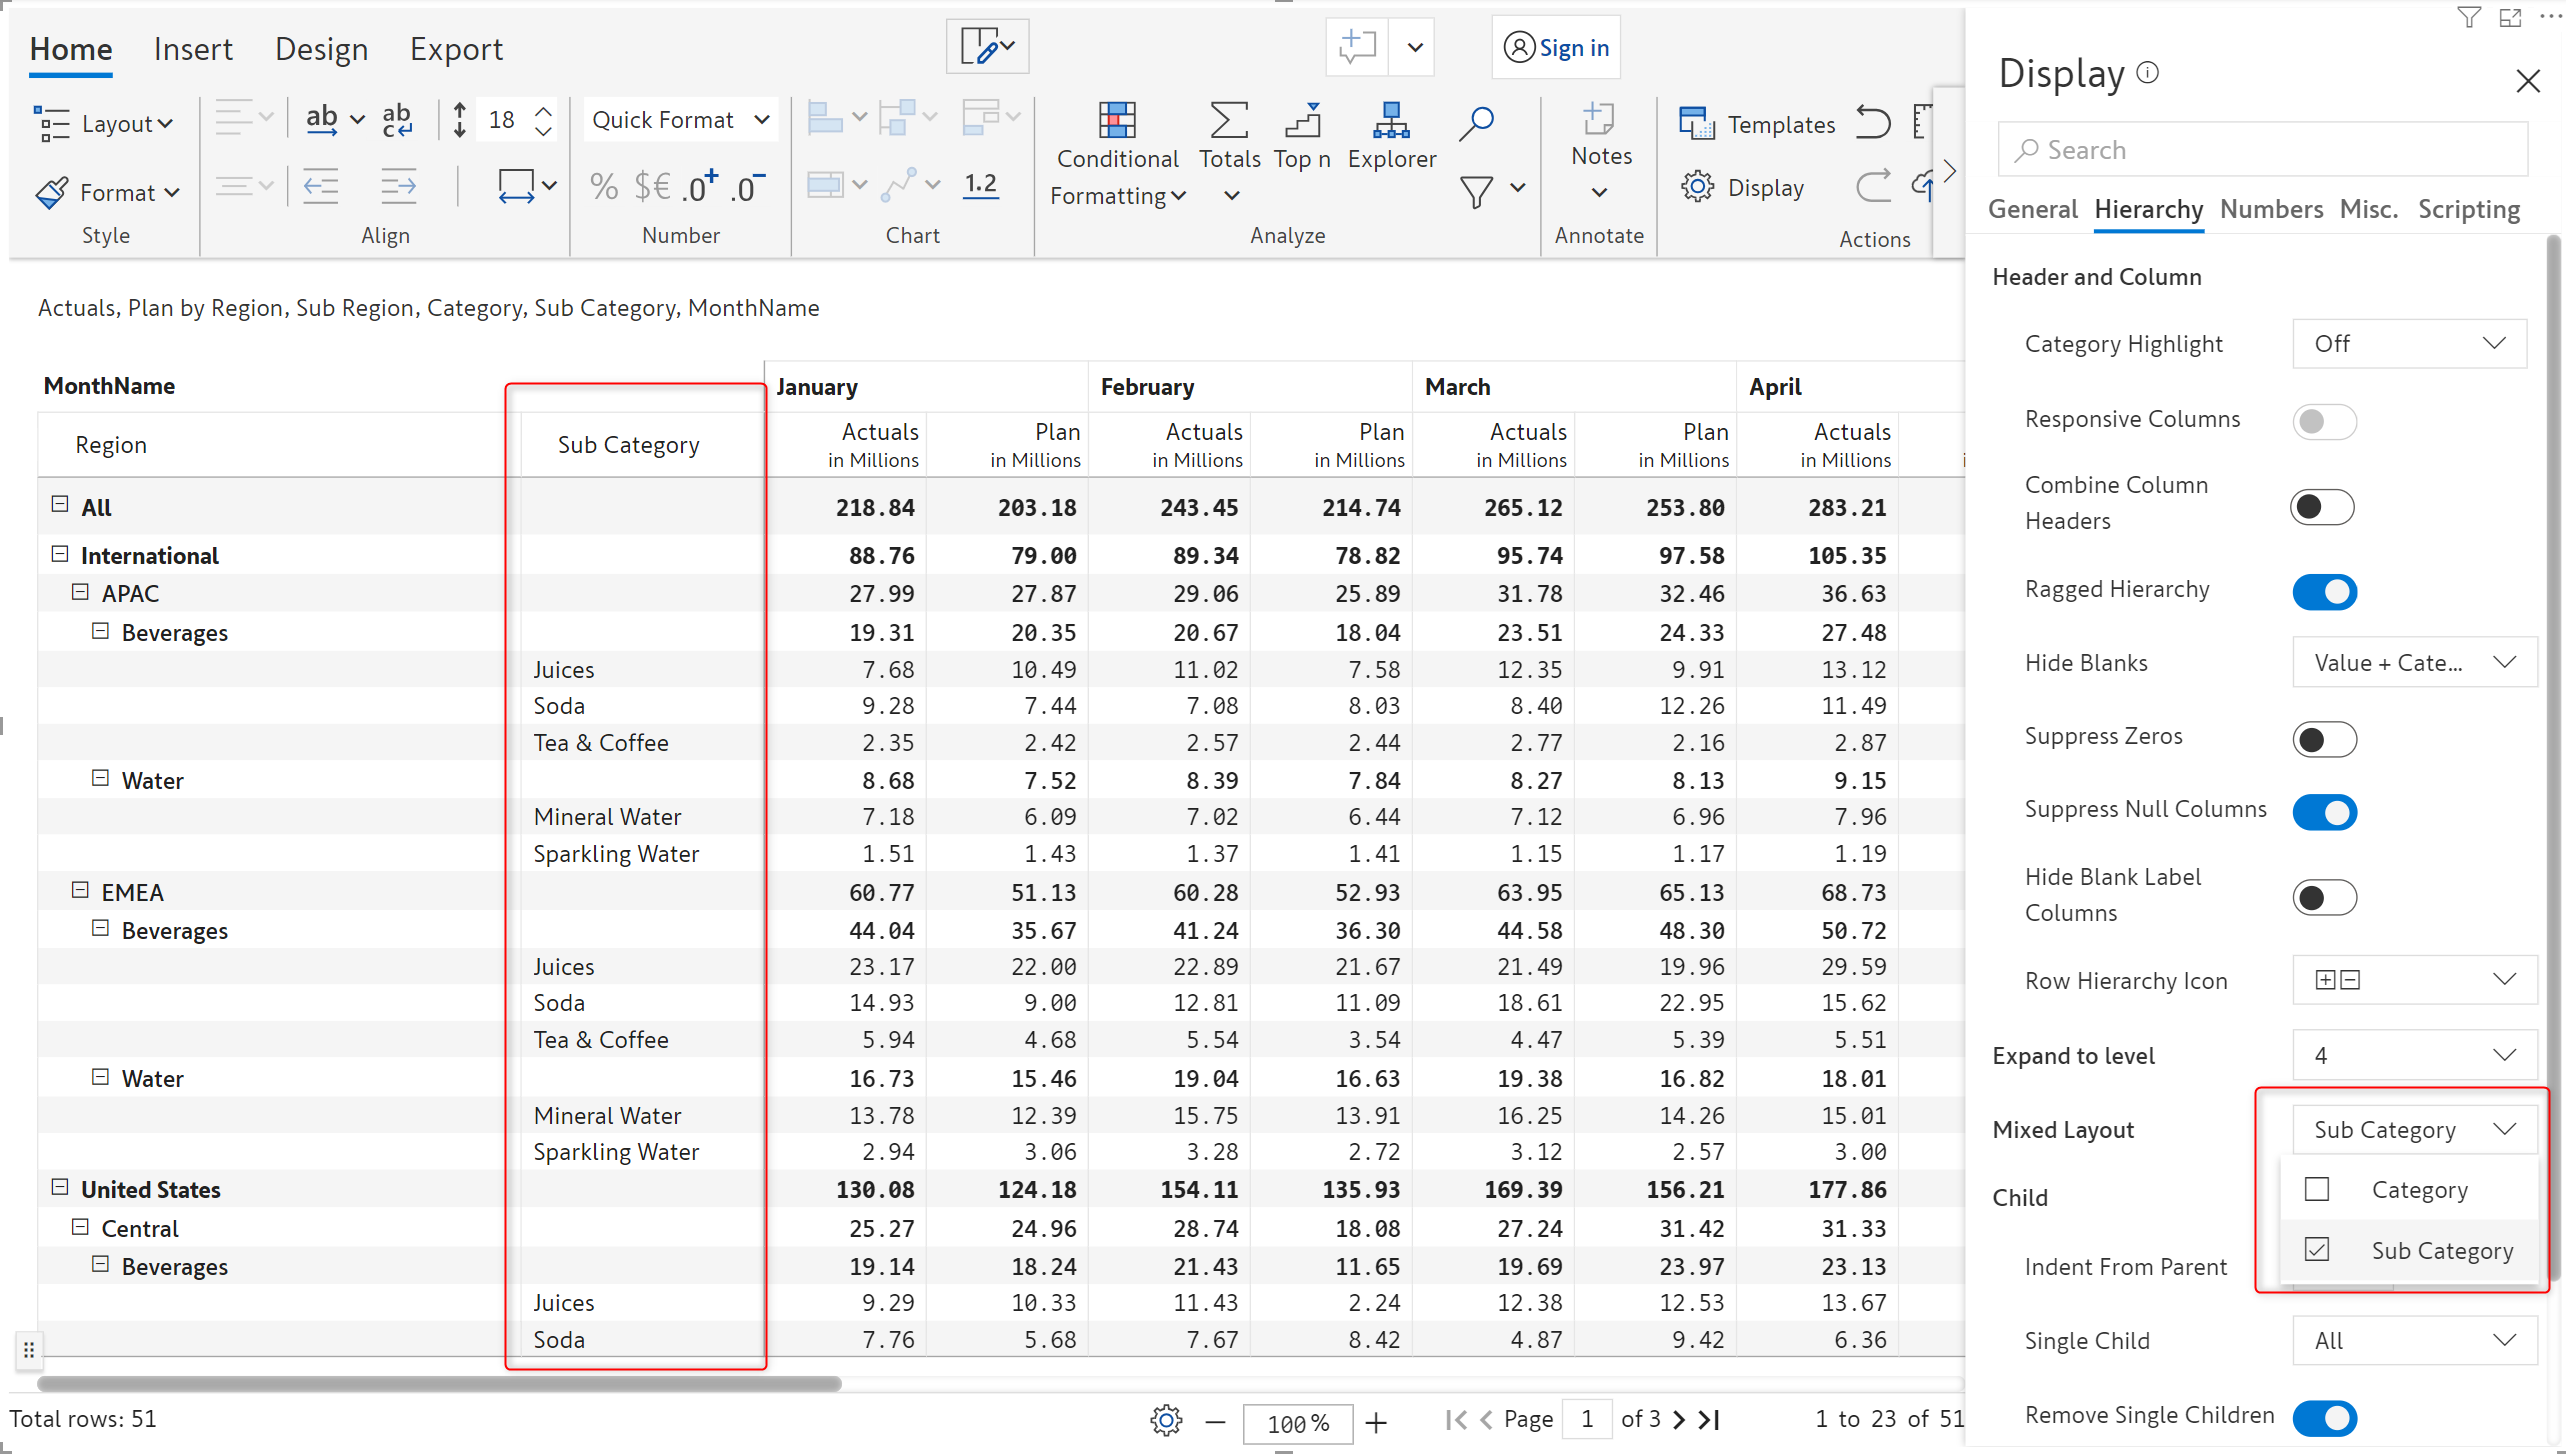 Home Insert Design Export Sign in
Layout ab ab c 18 Quick Format Conditional Formatting Totals Top n Explorer Notes Templates
Format % $€ .0+ .0- 1.2 Display
Style Align Number Chart Analyze Annotate Actions
Actuals, Plan by Region, Sub Region, Category, Sub Category, MonthName
MonthName January February March April
Region Sub Category Actuals Plan Actuals Plan Actuals Plan Actuals
in Millions in Millions in Millions in Millions in Millions in Millions in Millions
All 218.84 203.18 243.45 214.74 265.12 253.80 283.21
International 88.76 79.00 89.34 78.82 95.74 97.58 105.35
APAC 27.99 27.87 29.06 25.89 31.78 32.46 36.63
Beverages 19.31 20.35 20.67 18.04 23.51 24.33 27.48
Juices 7.68 10.49 11.02 7.58 12.35 9.91 13.12
Soda 9.28 7.44 7.08 8.03 8.40 12.26 11.49
Tea & Coffee 2.35 2.42 2.57 2.44 2.77 2.16 2.87
Water 8.68 7.52 8.39 7.84 8.27 8.13 9.15
Mineral Water 7.18 6.09 7.02 6.44 7.12 6.96 7.96
Sparkling Water 1.51 1.43 1.37 1.41 1.15 1.17 1.19
EMEA 60.77 51.13 60.28 52.93 63.95 65.13 68.73
Beverages 44.04 35.67 41.24 36.30 44.58 48.30 50.72
Juices 23.17 22.00 22.89 21.67 21.49 19.96 29.59
Soda 14.93 9.00 12.81 11.09 18.61 22.95 15.62
Tea & Coffee 5.94 4.68 5.54 3.54 4.47 5.39 5.51
Water 16.73 15.46 19.04 16.63 19.38 16.82 18.01
Mineral Water 13.78 12.39 15.75 13.91 16.25 14.26 15.01
Sparkling Water 2.94 3.06 3.28 2.72 3.12 2.57 3.00
United States 130.08 124.18 154.11 135.93 169.39 156.21 177.86
Central 25.27 24.96 28.74 18.08 27.24 31.42 31.33
Beverages 19.14 18.24 21.43 11.65 19.69 23.97 23.13
Juices 9.29 10.33 11.43 2.24 12.38 12.53 13.67
Soda 7.76 5.68 7.67 8.42 4.87 9.42 6.36
Total rows: 51 100% Page 1 of 3 1 to 23 of 51
Display
Search
General Hierarchy Numbers Misc. Scripting
Header and Column
Category Highlight Off
Responsive Columns
Combine Column
Headers
Ragged Hierarchy
Hide Blanks Value + Cate...
Suppress Zeros
Suppress Null Columns
Hide Blank Label
Columns
Row Hierarchy Icon
Expand to level 4
Mixed Layout Sub Category
Category
Child
Sub Category
Indent From Parent
Single Child All
Remove Single Children